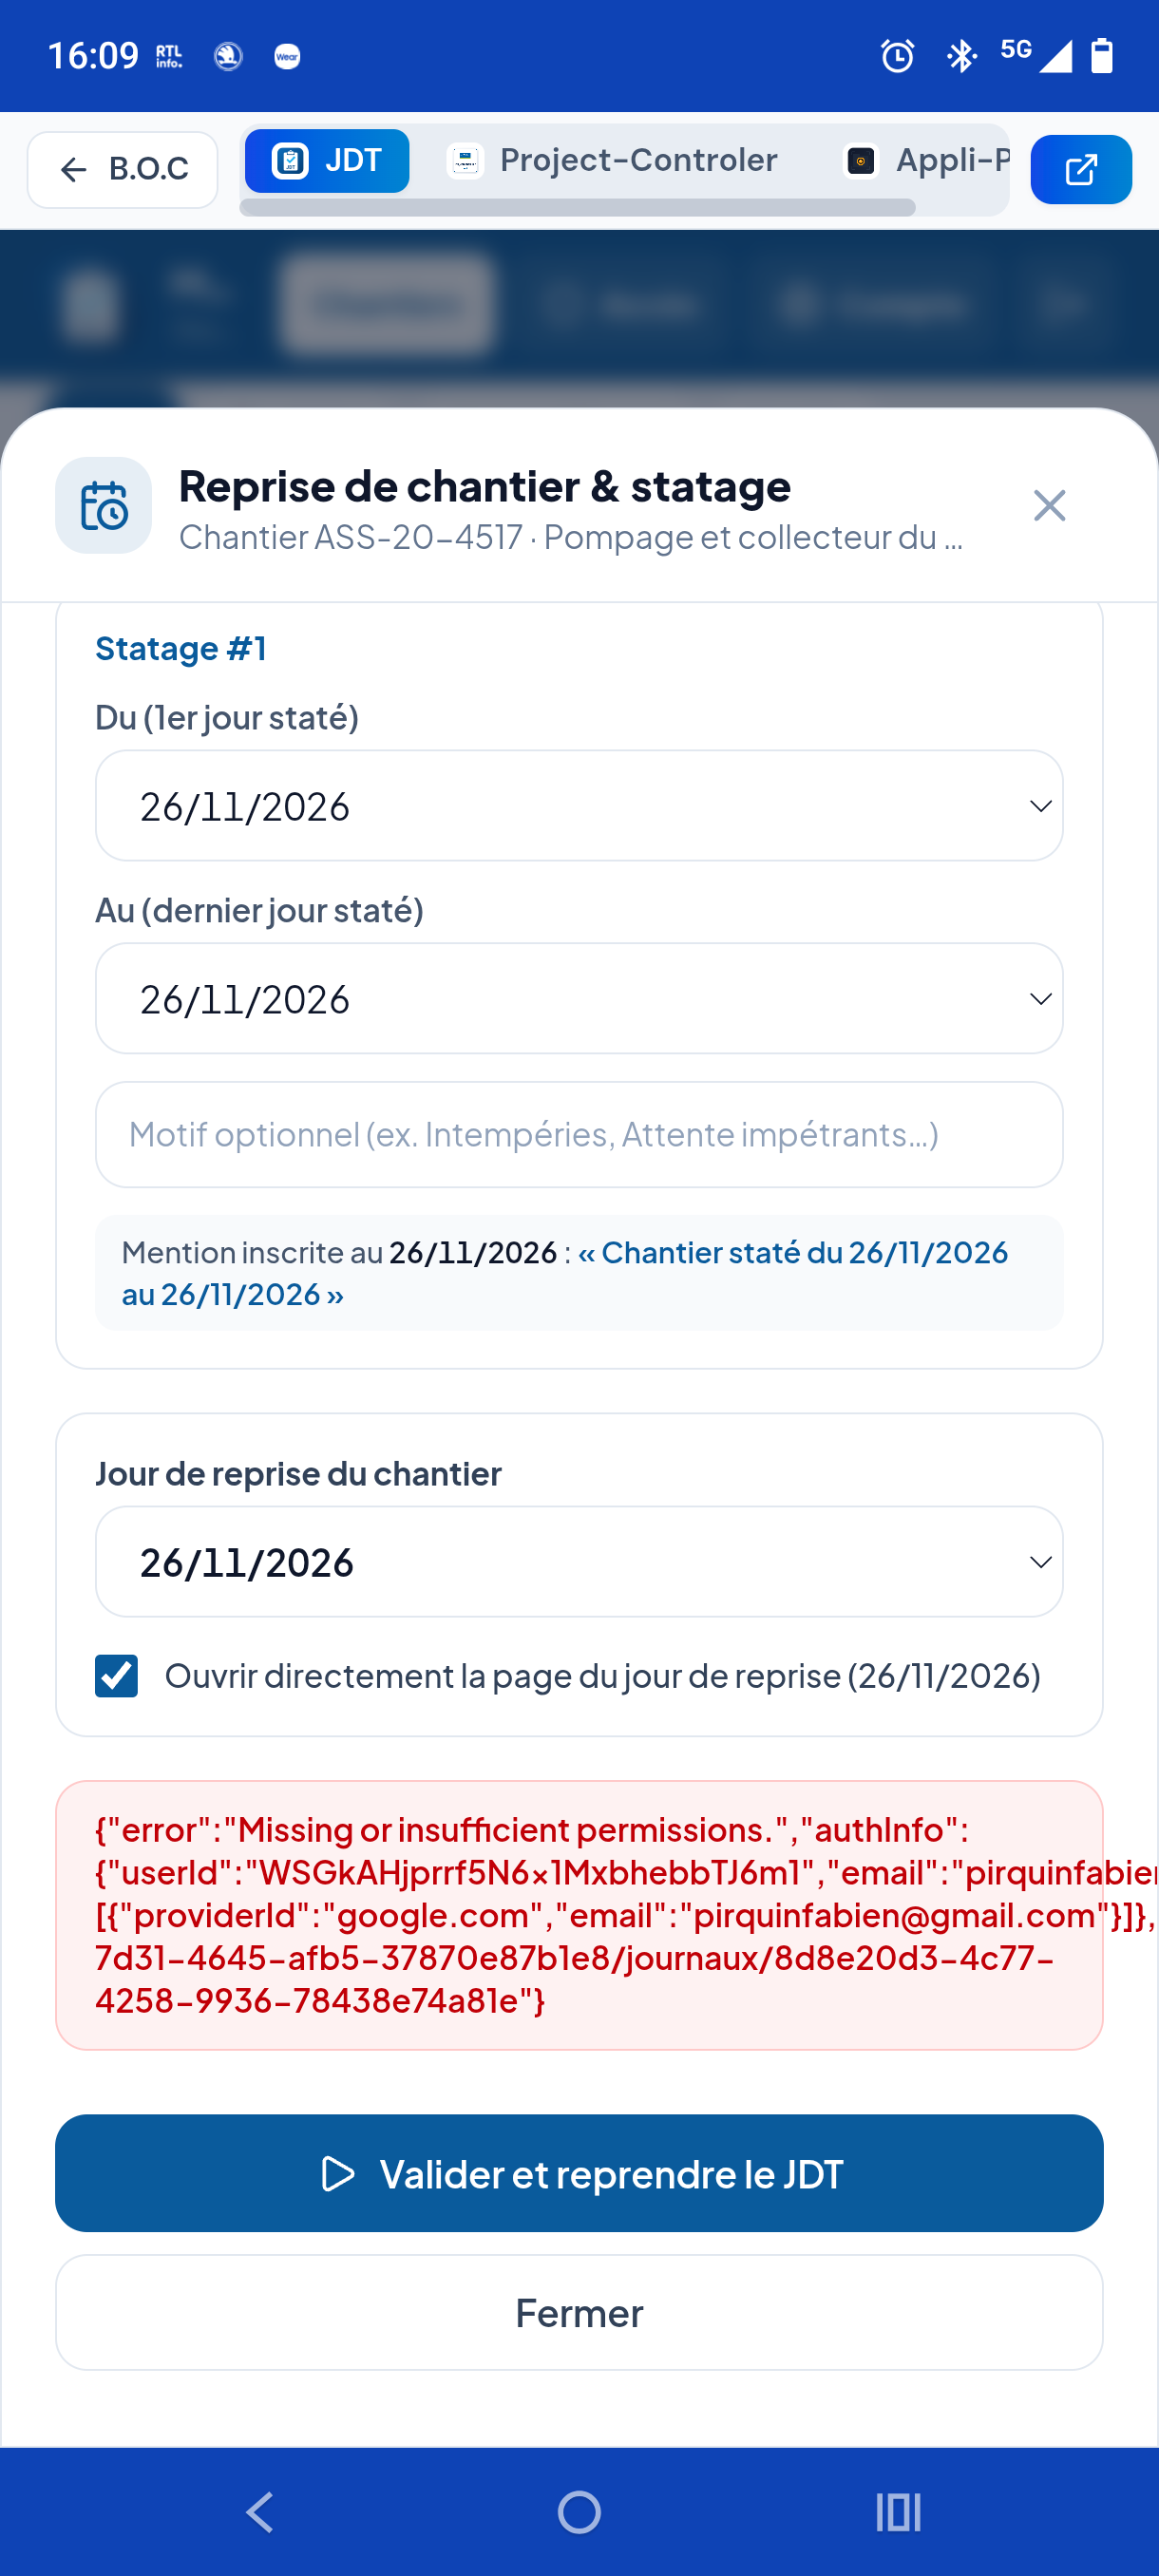 16:09 RTL info. Wear 5G
B.O.C JDT Project-Controler Appli-P
Reprise de chantier & statage
Chantier ASS-20-4517 · Pompage et collecteur du ...
Statage #1
Du (1er jour staté)
26/11/2026
Au (dernier jour staté)
26/11/2026
Motif optionnel (ex. Intempéries, Attente impétrants...)
Mention inscrite au 26/11/2026 : « Chantier staté du 26/11/2026
au 26/11/2026 »
Jour de reprise du chantier
26/11/2026
Ouvrir directement la page du jour de reprise (26/11/2026)
{"error":"Missing or insufficient permissions.","authInfo":
{"userId":"WSGkAHjprrf5N6x1MxbhebbTJ6m1","email":"pirquinfabien
[{"providerId":"google.com","email":"pirquinfabien@gmail.com"}]},
7d31-4645-afb5-37870e87b1e8/journaux/8d8e20d3-4c77-
4258-9936-78438e74a81e"}
Valider et reprendre le JDT
Fermer